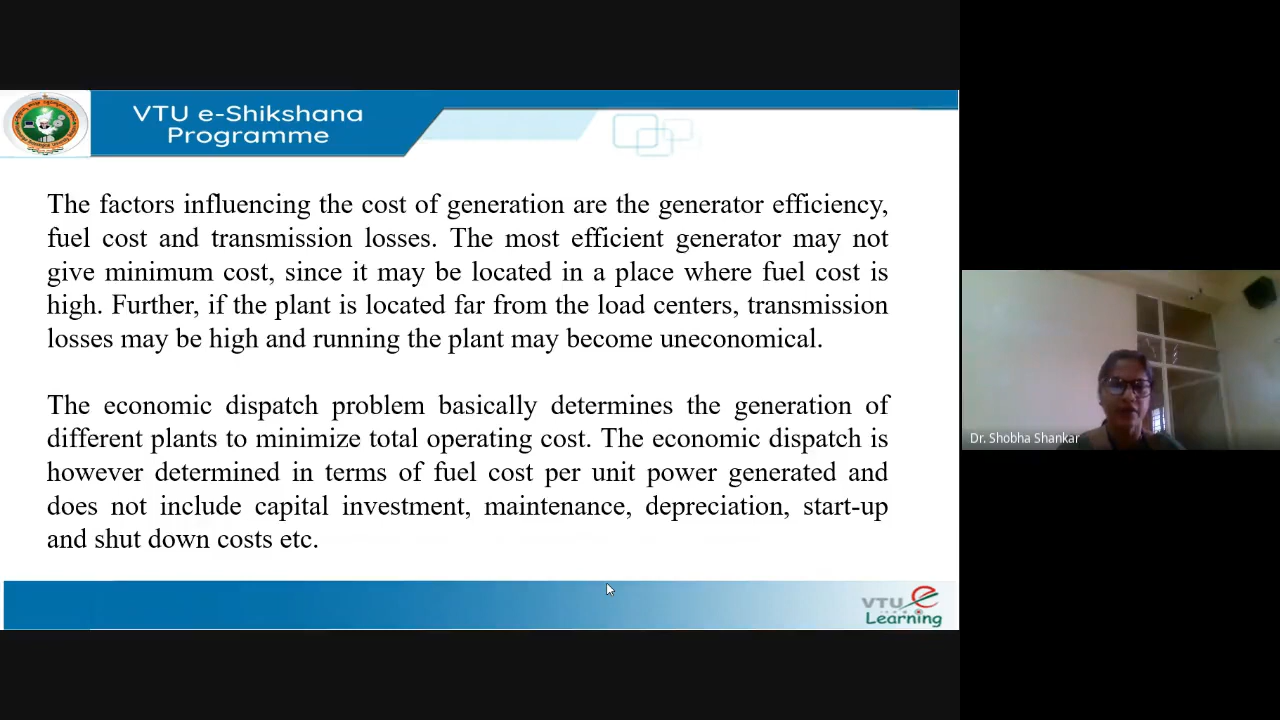 VTU e-Shikshana
Programme
The factors influencing the cost of generation are the generator efficiency,
fuel cost and transmission losses. The most efficient generator may not
give minimum cost, since it may be located in a place where fuel cost is
high. Further, if the plant is located far from the load centers, transmission
losses may be high and running the plant may become uneconomical.
The economic dispatch problem basically determines the generation of
different plants to minimize total operating cost. The economic dispatch is
however determined in terms of fuel cost per unit power generated and
does not include capital investment, maintenance, depreciation, start-up
and shut down costs etc.
Dr. Shobha Shankar
VTU e
Learning